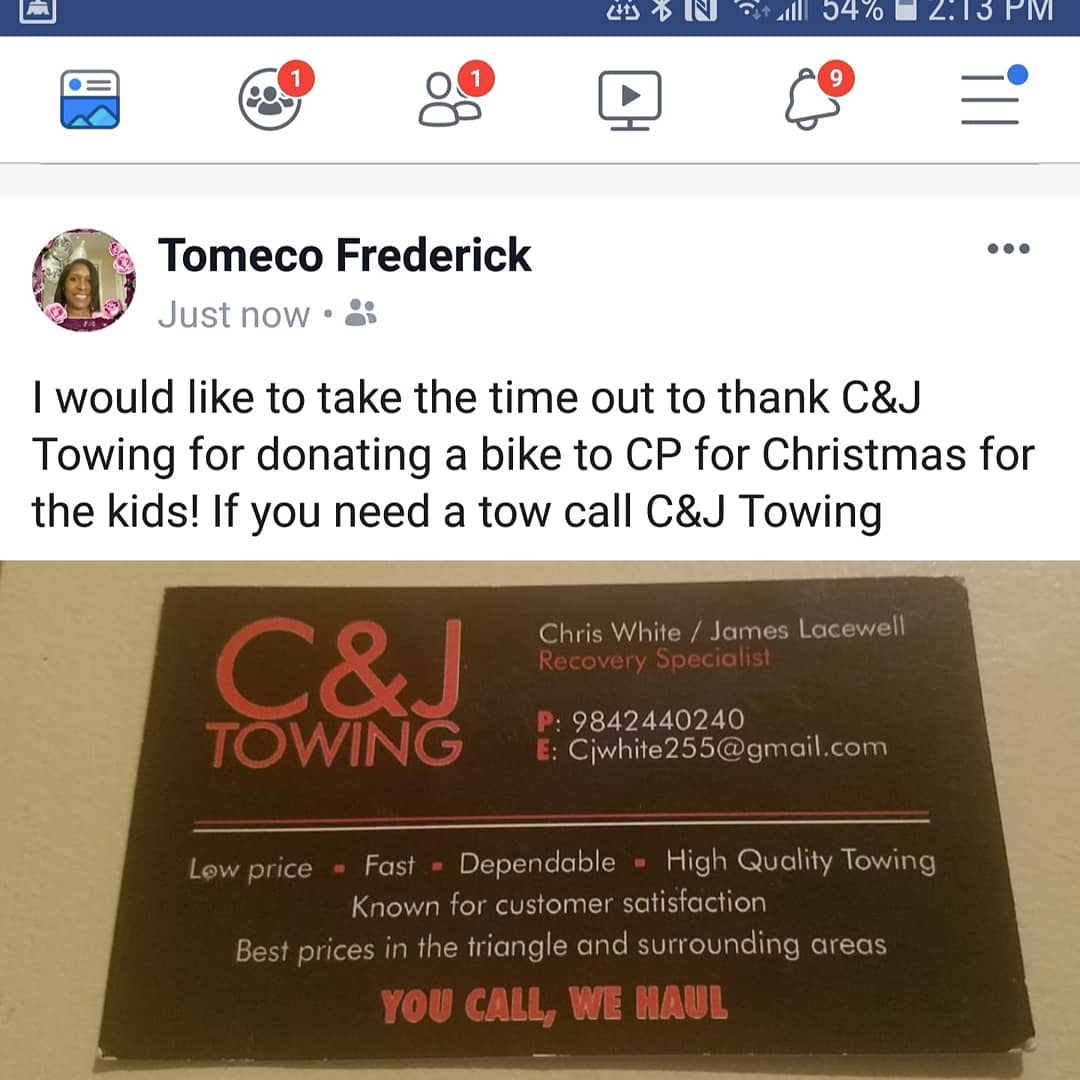 54% 2:13 PM
1 1 9
Tomeco Frederick
Just now •
I would like to take the time out to thank C&J
Towing for donating a bike to CP for Christmas for
the kids! If you need a tow call C&J Towing
C&J
TOWING
Chris White / James Lacewell
Recovery Specialist
P: 9842440240
E: Cjwhite255@gmail.com
Low price - Fast - Dependable - High Quality Towing
Known for customer satisfaction
Best prices in the triangle and surrounding areas
YOU CALL, WE HAUL